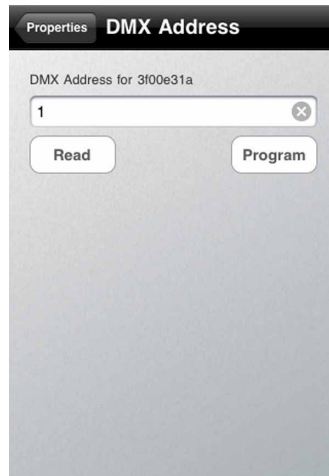 Properties
DMX Address
DMX Address for 3f00e31a
1
Read
Program